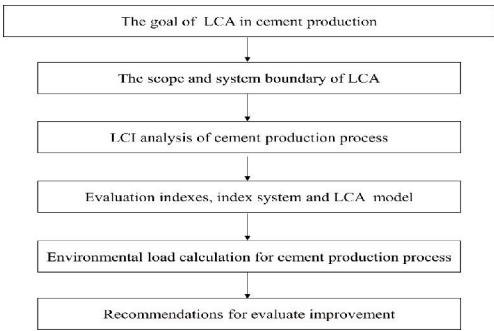 The goal of LCA in cement production
The scope and system boundary of LCA
LCI analysis of cement production process
Evaluation indexes, index system and LCA model
Environmental load calculation for cement production process
Recommendations for evaluate improvement